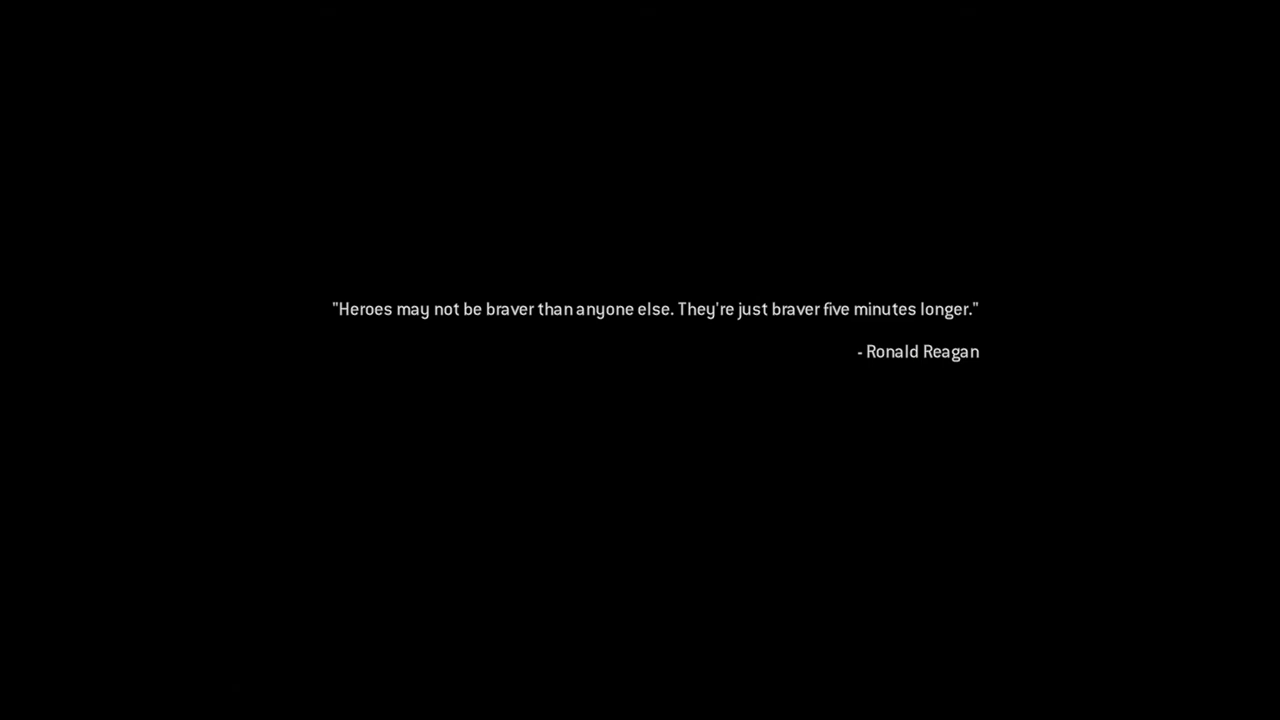 "Heroes may not be braver than anyone else. They're just braver five minutes longer."
- Ronald Reagan